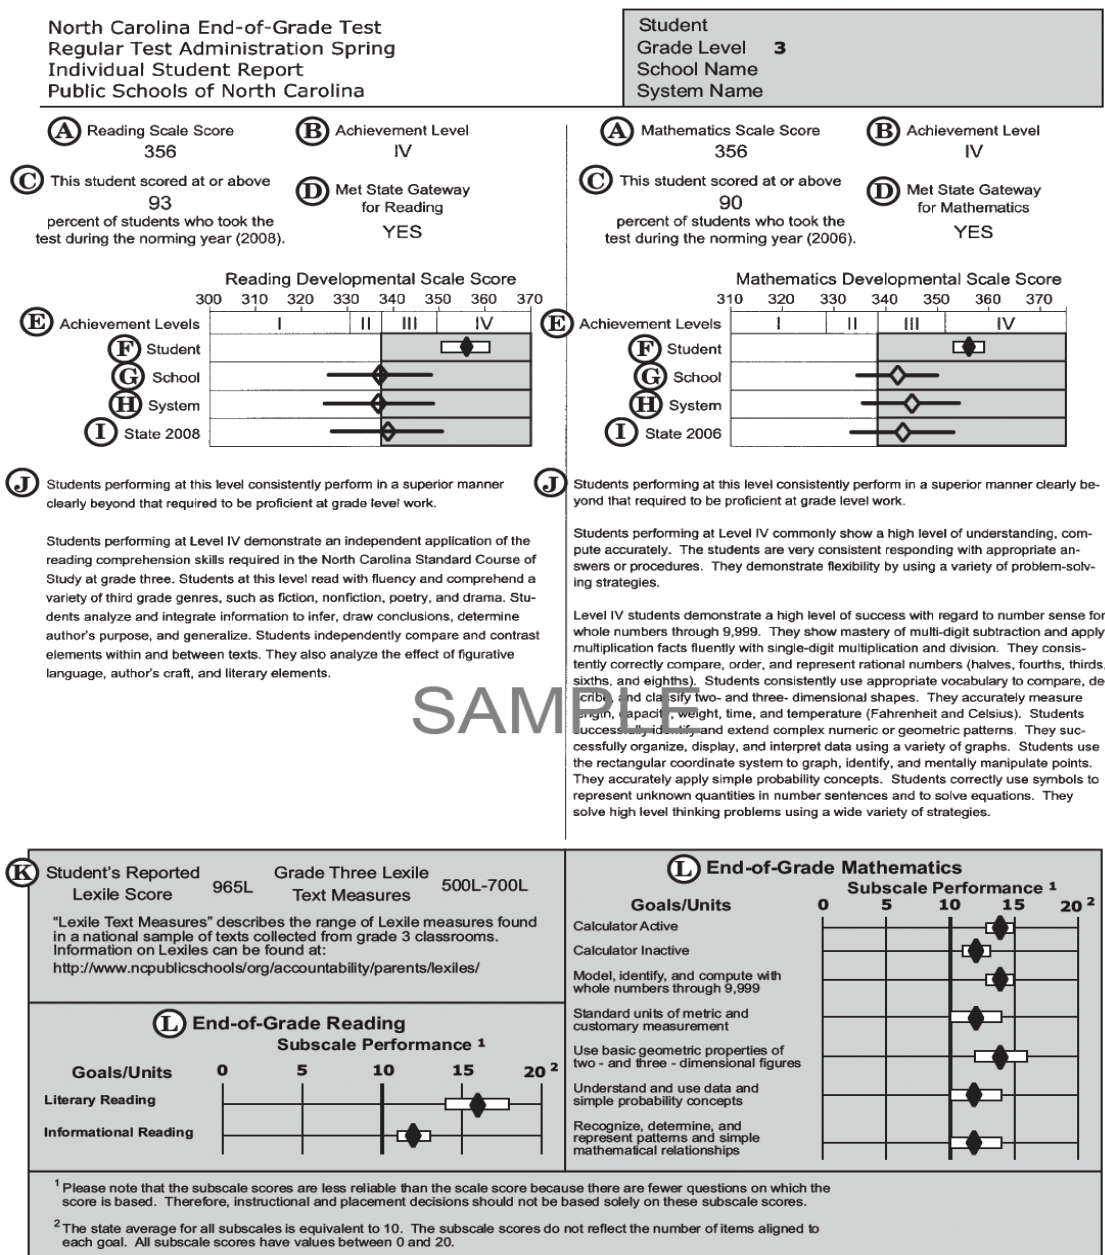 North Carolina End-of-Grade Test
Regular Test Administration Spring
Individual Student Report
Public Schools of North Carolina
Student
Grade Level 3
School Name
System Name
A Reading Scale Score
356
B Achievement Level
IV
C This student scored at or above
93
percent of students who took the
test during the norming year (2008).
D Met State Gateway
for Reading
YES
Reading Developmental Scale Score
300 310 320 330 340 350 360 370
E Achievement Levels I II III IV
F Student
G School
H System
I State 2008
J Students performing at this level consistently perform in a superior manner
clearly beyond that required to be proficient at grade level work.
Students performing at Level IV demonstrate an independent application of the
reading comprehension skills required in the North Carolina Standard Course of
Study at grade three. Students at this level read with fluency and comprehend a
variety of third grade genres, such as fiction, nonfiction, poetry, and drama. Stu-
dents analyze and integrate information to infer, draw conclusions, determine
author's purpose, and generalize. Students independently compare and contrast
elements within and between texts. They also analyze the effect of figurative
language, author's craft, and literary elements.
A Mathematics Scale Score
356
B Achievement Level
IV
C This student scored at or above
90
percent of students who took the
test during the norming year (2006).
D Met State Gateway
for Mathematics
YES
Mathematics Developmental Scale Score
310 320 330 340 350 360 370
E Achievement Levels I II III IV
F Student
G School
H System
I State 2006
J Students performing at this level consistently perform in a superior manner clearly be-
yond that required to be proficient at grade level work.
Students performing at Level IV commonly show a high level of understanding, com-
pute accurately. The students are very consistent responding with appropriate an-
swers or procedures. They demonstrate flexibility by using a variety of problem-solv-
ing strategies.
Level IV students demonstrate a high level of success with regard to number sense for
whole numbers through 9,999. They show mastery of multi-digit subtraction and apply
multiplication facts fluently with single-digit multiplication and division. They consis-
tently correctly compare, order, and represent rational numbers (halves, fourths, thirds,
sixths, and eighths). Students consistently use appropriate vocabulary to compare, de-
scribe, and classify two- and three- dimensional shapes. They accurately measure
length, capacity, weight, time, and temperature (Fahrenheit and Celsius). Students
successfully identify and extend complex numeric or geometric patterns. They suc-
cessfully organize, display, and interpret data using a variety of graphs. Students use
the rectangular coordinate system to graph, identify, and mentally manipulate points.
They accurately apply simple probability concepts. Students correctly use symbols to
represent unknown quantities in number sentences and to solve equations. They
solve high level thinking problems using a wide variety of strategies.
SAMPLE
K Student's Reported
Lexile Score
965L
Grade Three Lexile
Text Measures
500L-700L
"Lexile Text Measures" describes the range of Lexile measures found
in a national sample of texts collected from grade 3 classrooms.
Information on Lexiles can be found at:
http://www.ncpublicschools/org/accountability/parents/lexiles/
L End-of-Grade Reading
Subscale Performance 1
Goals/Units 0 5 10 15 20 2
Literary Reading
Informational Reading
L End-of-Grade Mathematics
Subscale Performance 1
Goals/Units 0 5 10 15 20 2
Calculator Active
Calculator Inactive
Model, identify, and compute with
whole numbers through 9,999
Standard units of metric and
customary measurement
Use basic geometric properties of
two - and three - dimensional figures
Understand and use data and
simple probability concepts
Recognize, determine, and
represent patterns and simple
mathematical relationships
1 Please note that the subscale scores are less reliable than the scale score because there are fewer questions on which the
score is based. Therefore, instructional and placement decisions should not be based solely on these subscale scores.
2 The state average for all subscales is equivalent to 10. The subscale scores do not reflect the number of items aligned to
each goal. All subscale scores have values between 0 and 20.